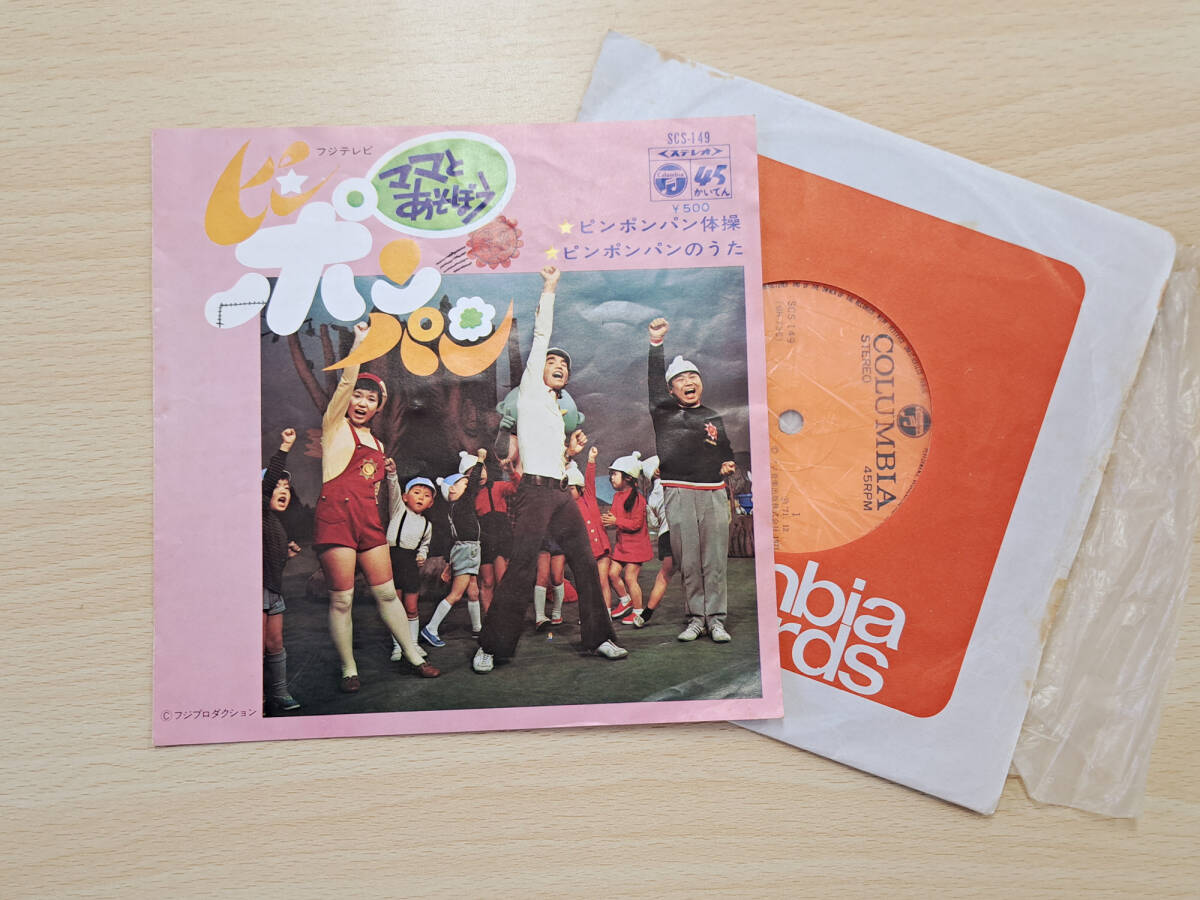 フジテレビ
ママと
あそぼう
ピン
ポン
パン
SCS-149
<ステレオ>
Columbia
45
かいてん
¥500
★ピンポンパン体操
★ピンポンパンのうた
©フジプロダクション
COLUMBIA
STEREO
45RPM
SCS 149
1
mbia
rds